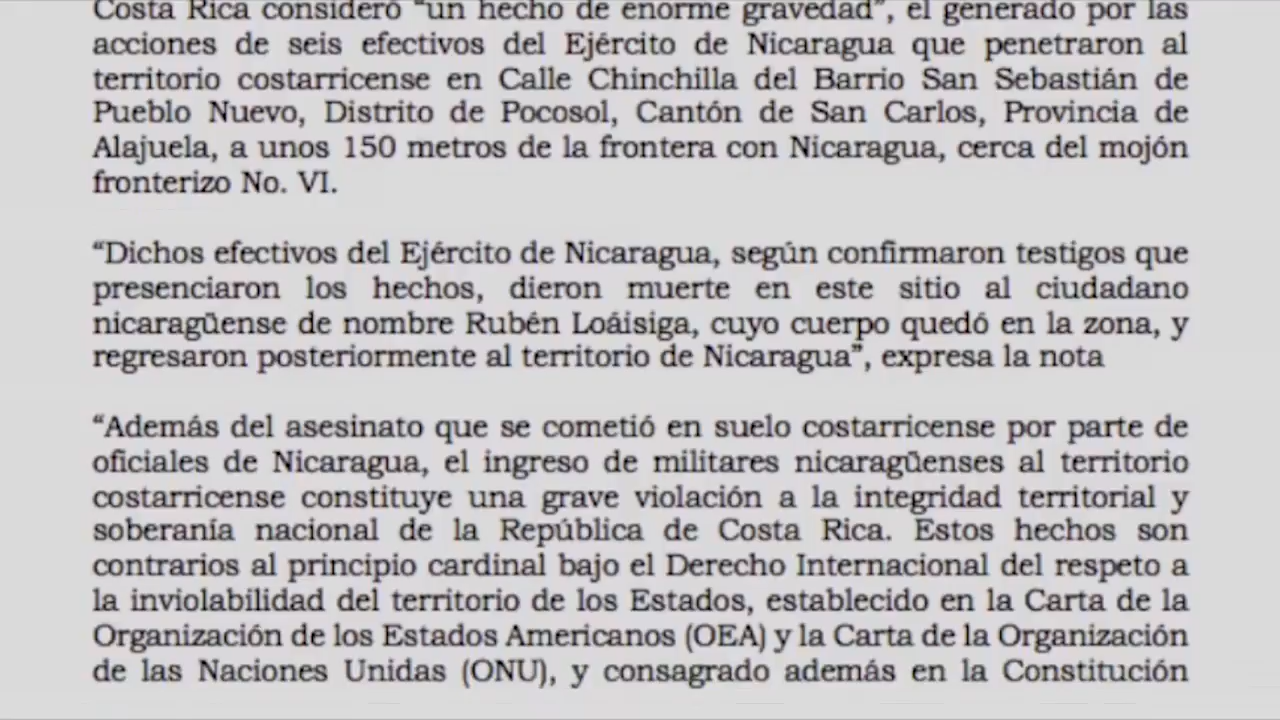 Costa Rica consideró “un hecho de enorme gravedad”, el generado por las
acciones de seis efectivos del Ejército de Nicaragua que penetraron al
territorio costarricense en Calle Chinchilla del Barrio San Sebastián de
Pueblo Nuevo, Distrito de Pocosol, Cantón de San Carlos, Provincia de
Alajuela, a unos 150 metros de la frontera con Nicaragua, cerca del mojón
fronterizo No. VI.
“Dichos efectivos del Ejército de Nicaragua, según confirmaron testigos que
presenciaron los hechos, dieron muerte en este sitio al ciudadano
nicaragüense de nombre Rubén Loáisiga, cuyo cuerpo quedó en la zona, y
regresaron posteriormente al territorio de Nicaragua”, expresa la nota
“Además del asesinato que se cometió en suelo costarricense por parte de
oficiales de Nicaragua, el ingreso de militares nicaragüenses al territorio
costarricense constituye una grave violación a la integridad territorial y
soberanía nacional de la República de Costa Rica. Estos hechos son
contrarios al principio cardinal bajo el Derecho Internacional del respeto a
la inviolabilidad del territorio de los Estados, establecido en la Carta de la
Organización de los Estados Americanos (OEA) y la Carta de la Organización
de las Naciones Unidas (ONU), y consagrado además en la Constitución